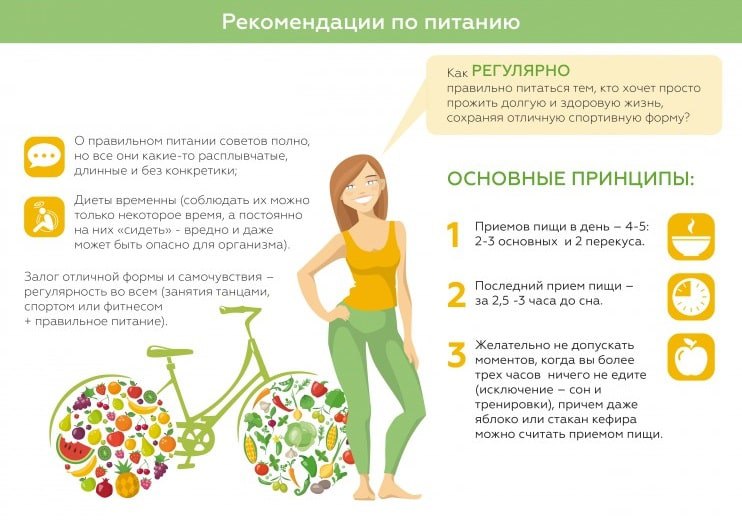 Рекомендации по питанию
Как РЕГУЛЯРНО
правильно питаться тем, кто хочет просто
прожить долгую и здоровую жизнь,
сохраняя отличную спортивную форму?
О правильном питании советов полно,
но все они какие-то расплывчатые,
длинные и без конкретики;
Диеты временны (соблюдать их можно
только некоторое время, а постоянно
на них «сидеть» - вредно и даже
может быть опасно для организма).
Залог отличной формы и самочувствия –
регулярность во всем (занятия танцами,
спортом или фитнесом
+ правильное питание).
ОСНОВНЫЕ ПРИНЦИПЫ:
1 Приемов пищи в день – 4-5:
2-3 основных и 2 перекуса.
2 Последний прием пищи –
за 2,5 -3 часа до сна.
3 Желательно не допускать
моментов, когда вы более
трех часов ничего не едите
(исключение – сон и
тренировки), причем даже
яблоко или стакан кефира
можно считать приемом пищи.